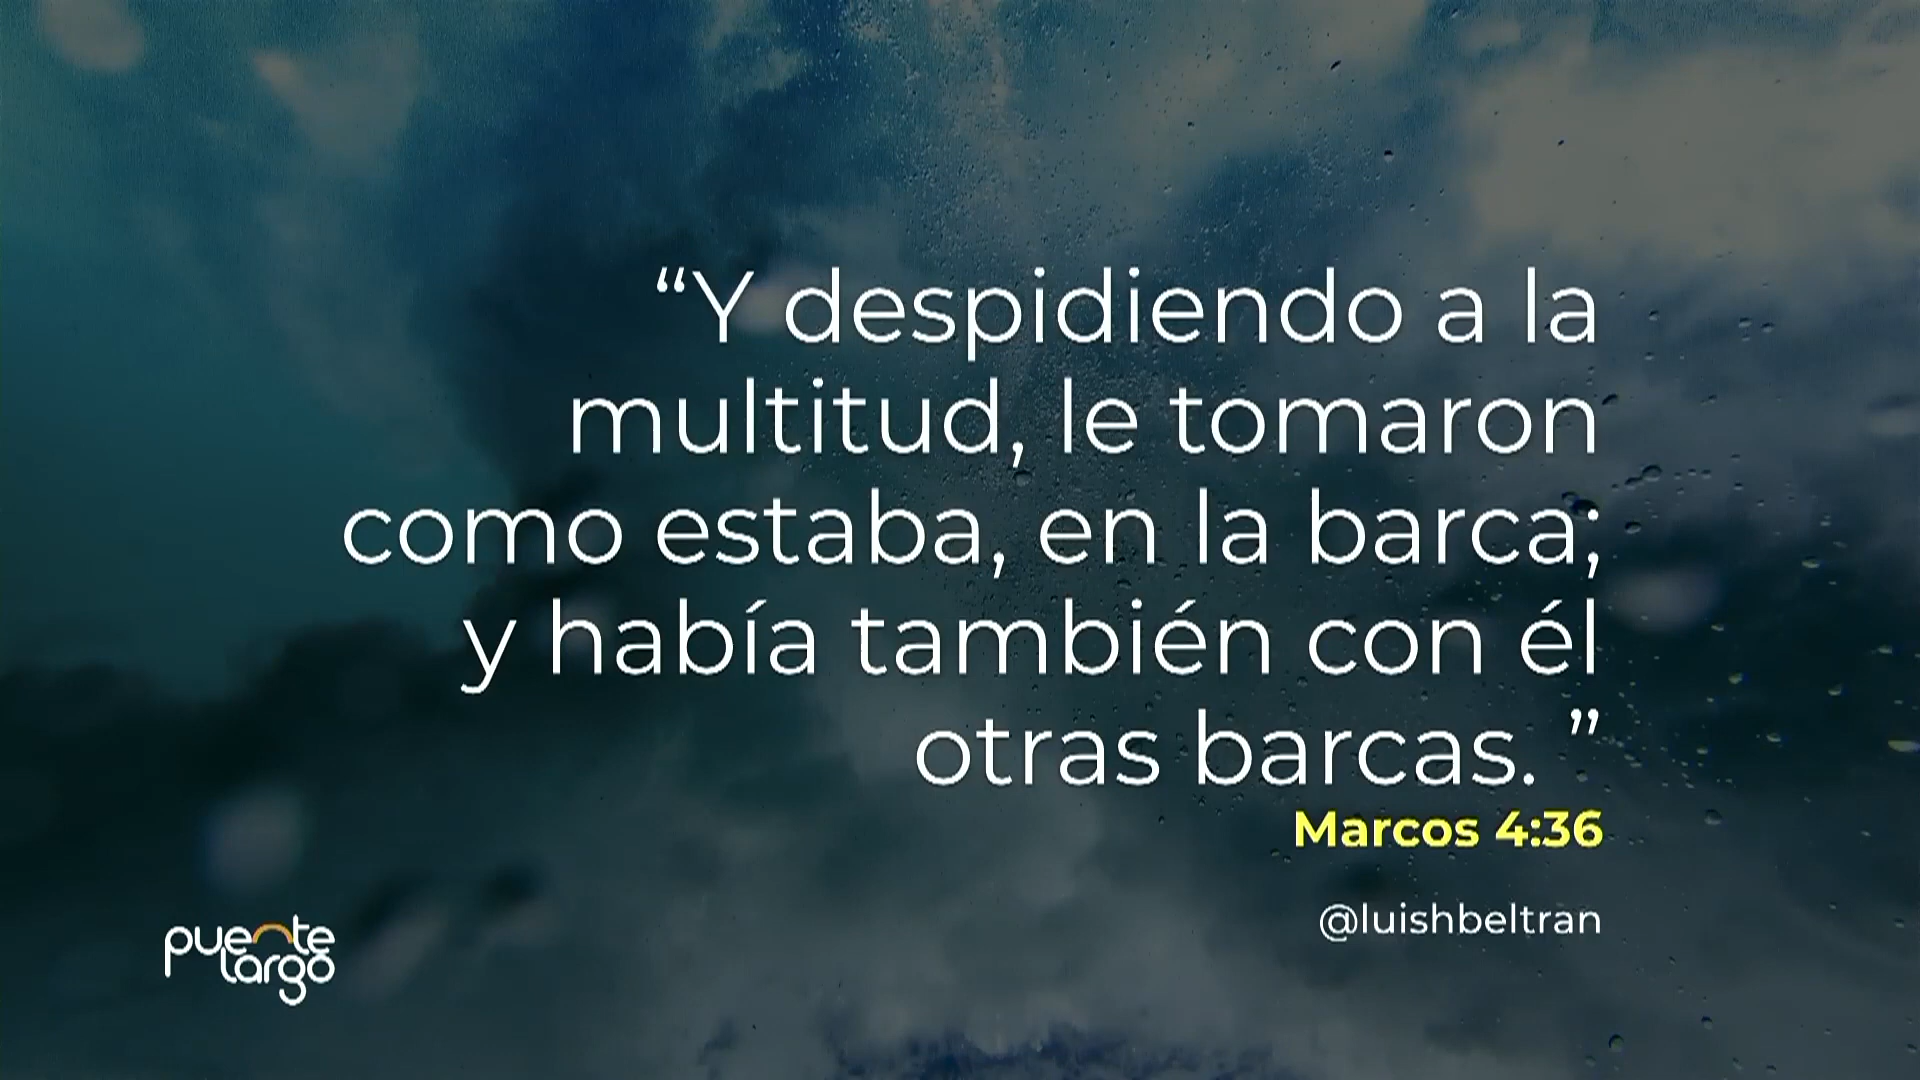 “Y despidiendo a la
multitud, le tomaron
como estaba, en la barca;
y había también con él
otras barcas. ”
Marcos 4:36
@luishbeltran
puente
largo